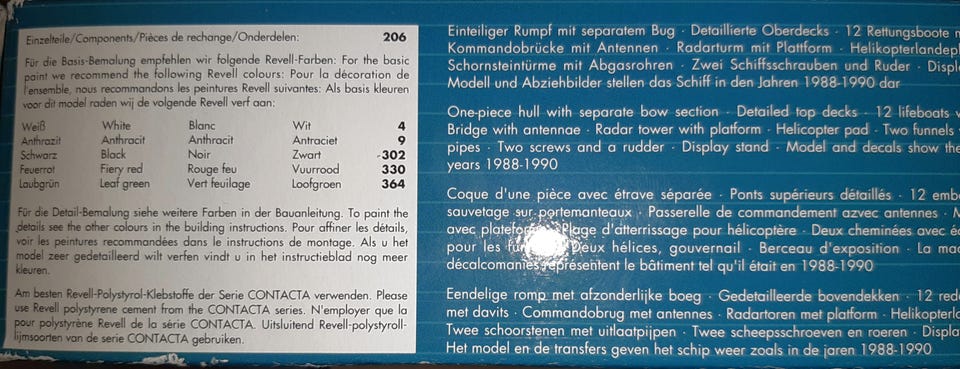 Einzelteile/Components/Pièces de rechange/Onderdelen: 206
Für die Basis-Bemalung empfehlen wir folgende Revell-Farben: For the basic
paint we recommend the following Revell colours: Pour la décoration de
l'ensemble, nous recommandons les peintures Revell suivantes: Als basis kleuren
voor dit model raden wij de volgende Revell verf aan:
Weiß White Blanc Wit 4
Anthrazit Anthracit Anthracit Antraciet 9
Schwarz Black Noir Zwart 302
Feuerrot Fiery red Rouge feu Vuurrood 330
Laubgrün Leaf green Vert feuilage Loofgroen 364
Für die Detail-Bemalung siehe weitere Farben in der Bauanleitung. To paint the
details see the other colours in the building instructions. Pour affiner les détails,
voir les peintures recommandées dans le instructions de montage. Als u het
model zeer gedetailleerd wilt verfen vindt u in het instructieblad nog meer
kleuren.
Am besten Revell-Polystyrol-Klebstoffe der Serie CONTACTA verwenden. Please
use Revell polystyrene cement from the CONTACTA series. N'employer que la
pour polystyrène Revell de la série CONTACTA. Uitsluitend Revell-polystyroll-
lijmsoorten van de serie CONTACTA gebruiken.
Einteiliger Rumpf mit separatem Bug · Detaillierte Oberdecks · 12 Rettungsboote
Kommandobrücke mit Antennen · Radarturm mit Plattform ·
Schornsteintürme mit Abgasrohren · Zwei Schiffsschrauben und Ruder ·
Modell und Abziehbilder stellen das Schiff in den Jahren 1988-1990 dar
One-piece hull with separate bow section · Detailed top decks · 12 lifeboats
Bridge with antennae · Radar tower with platform · Helicopter pad · Two funnels
pipes · Two screws and a rudder · Display stand · Model and decals show the
years 1988-1990
Coque d'une pièce avec étrave séparée · Ponts supérieurs détaillés · 12
sauvetage sur portemanteaux · Passerelle de commandement azvec antennes ·
avec · Plage d'atterrissage pour hélicoptère · Deux cheminées avec
pour les Deux hélices, gouvernail · Berceau d'exposition · La
décalcomanies représentent le bâtiment tel qu'il était en 1988-1990
Eendelige romp met afzonderlijke boeg · Gedetailleerde bovendekken · 12
met davits · Commandobrug met antennes · Radartoren met platform ·
Twee schoorstenen met uitlaatpijpen · Twee scheepsschroeven en roeren ·
Het model en de transfers geven het schip weer zoals in de jaren 1988-1990